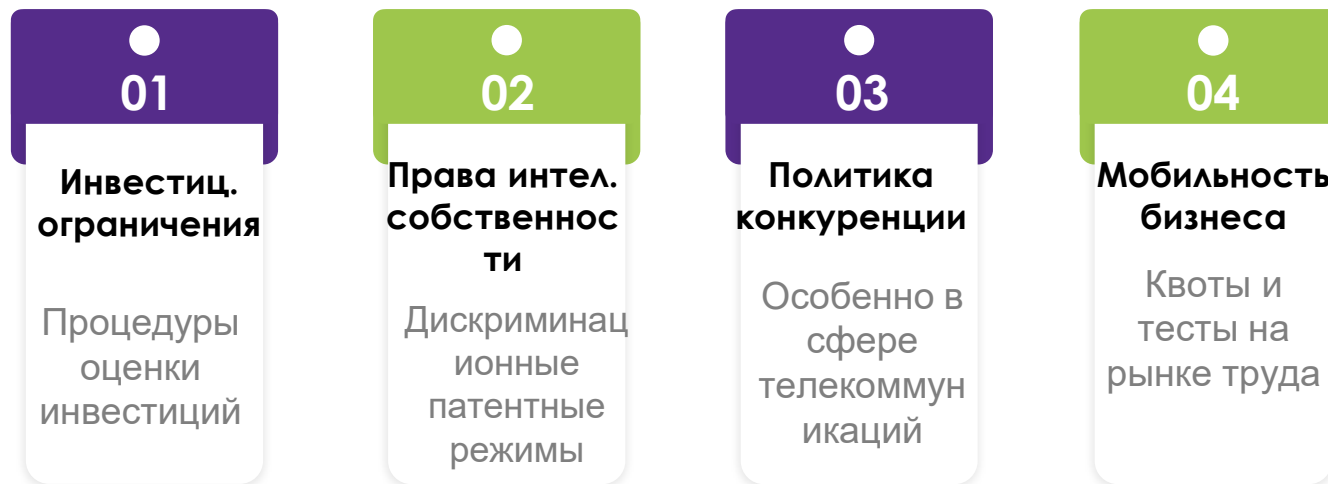 01
Инвестиц.
ограничения
Процедуры
оценки
инвестиций
02
Права интел.
собственнос
ти
Дискриминац
ионные
патентные
режимы
03
Политика
конкуренции
Особенно в
сфере
телекоммун
икаций
04
Мобильность
бизнеса
Квоты и
тесты на
рынке труда